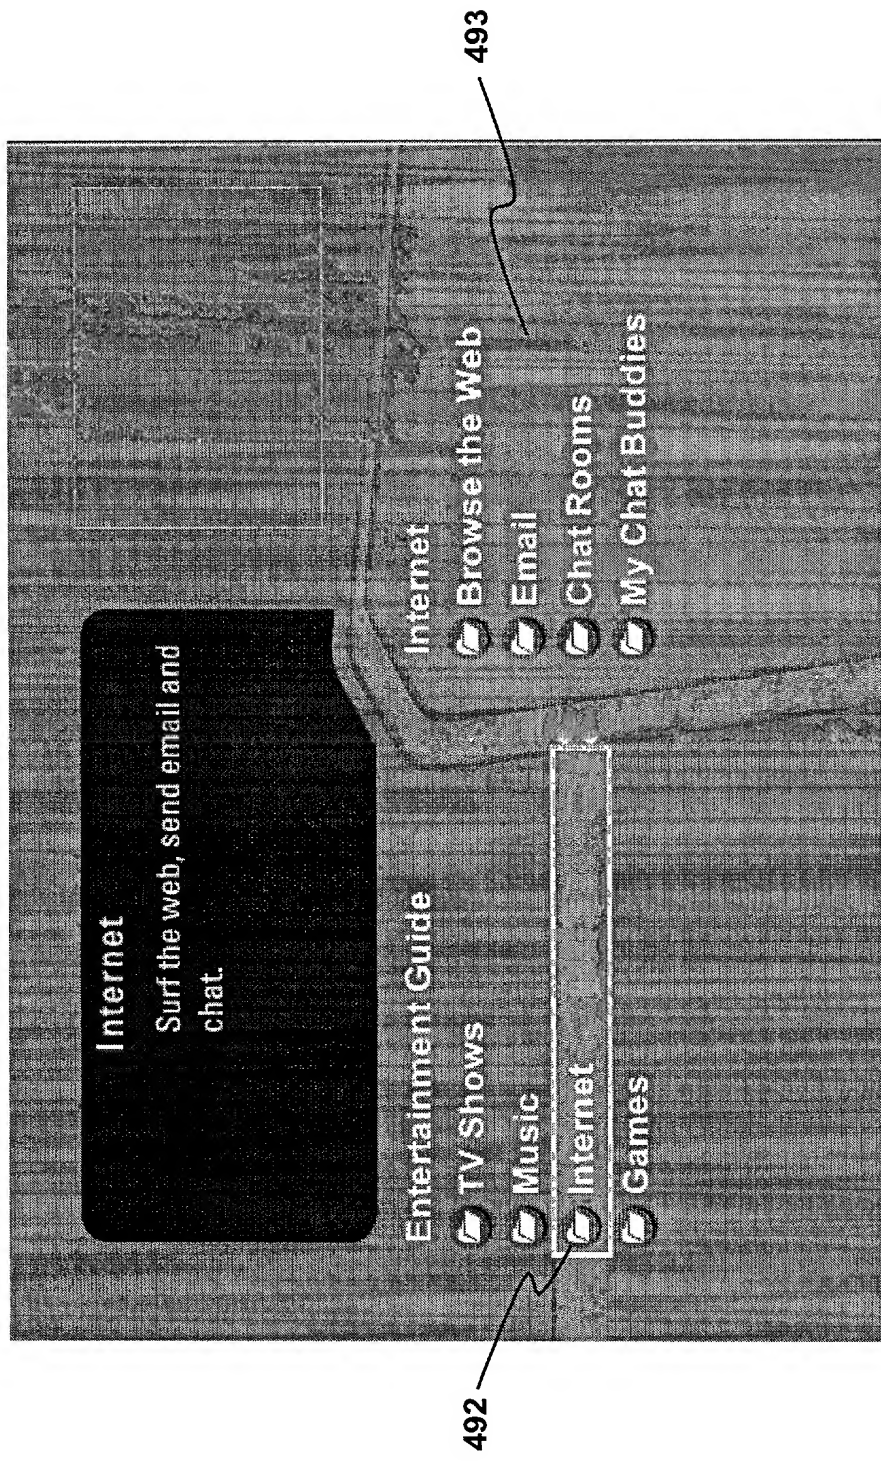 Internet
Surf the web, send email and
chat.
Entertainment Guide
TV Shows
Music
Internet
Games
Internet
Browse the Web
Email
Chat Rooms
My Chat Buddies
492
493